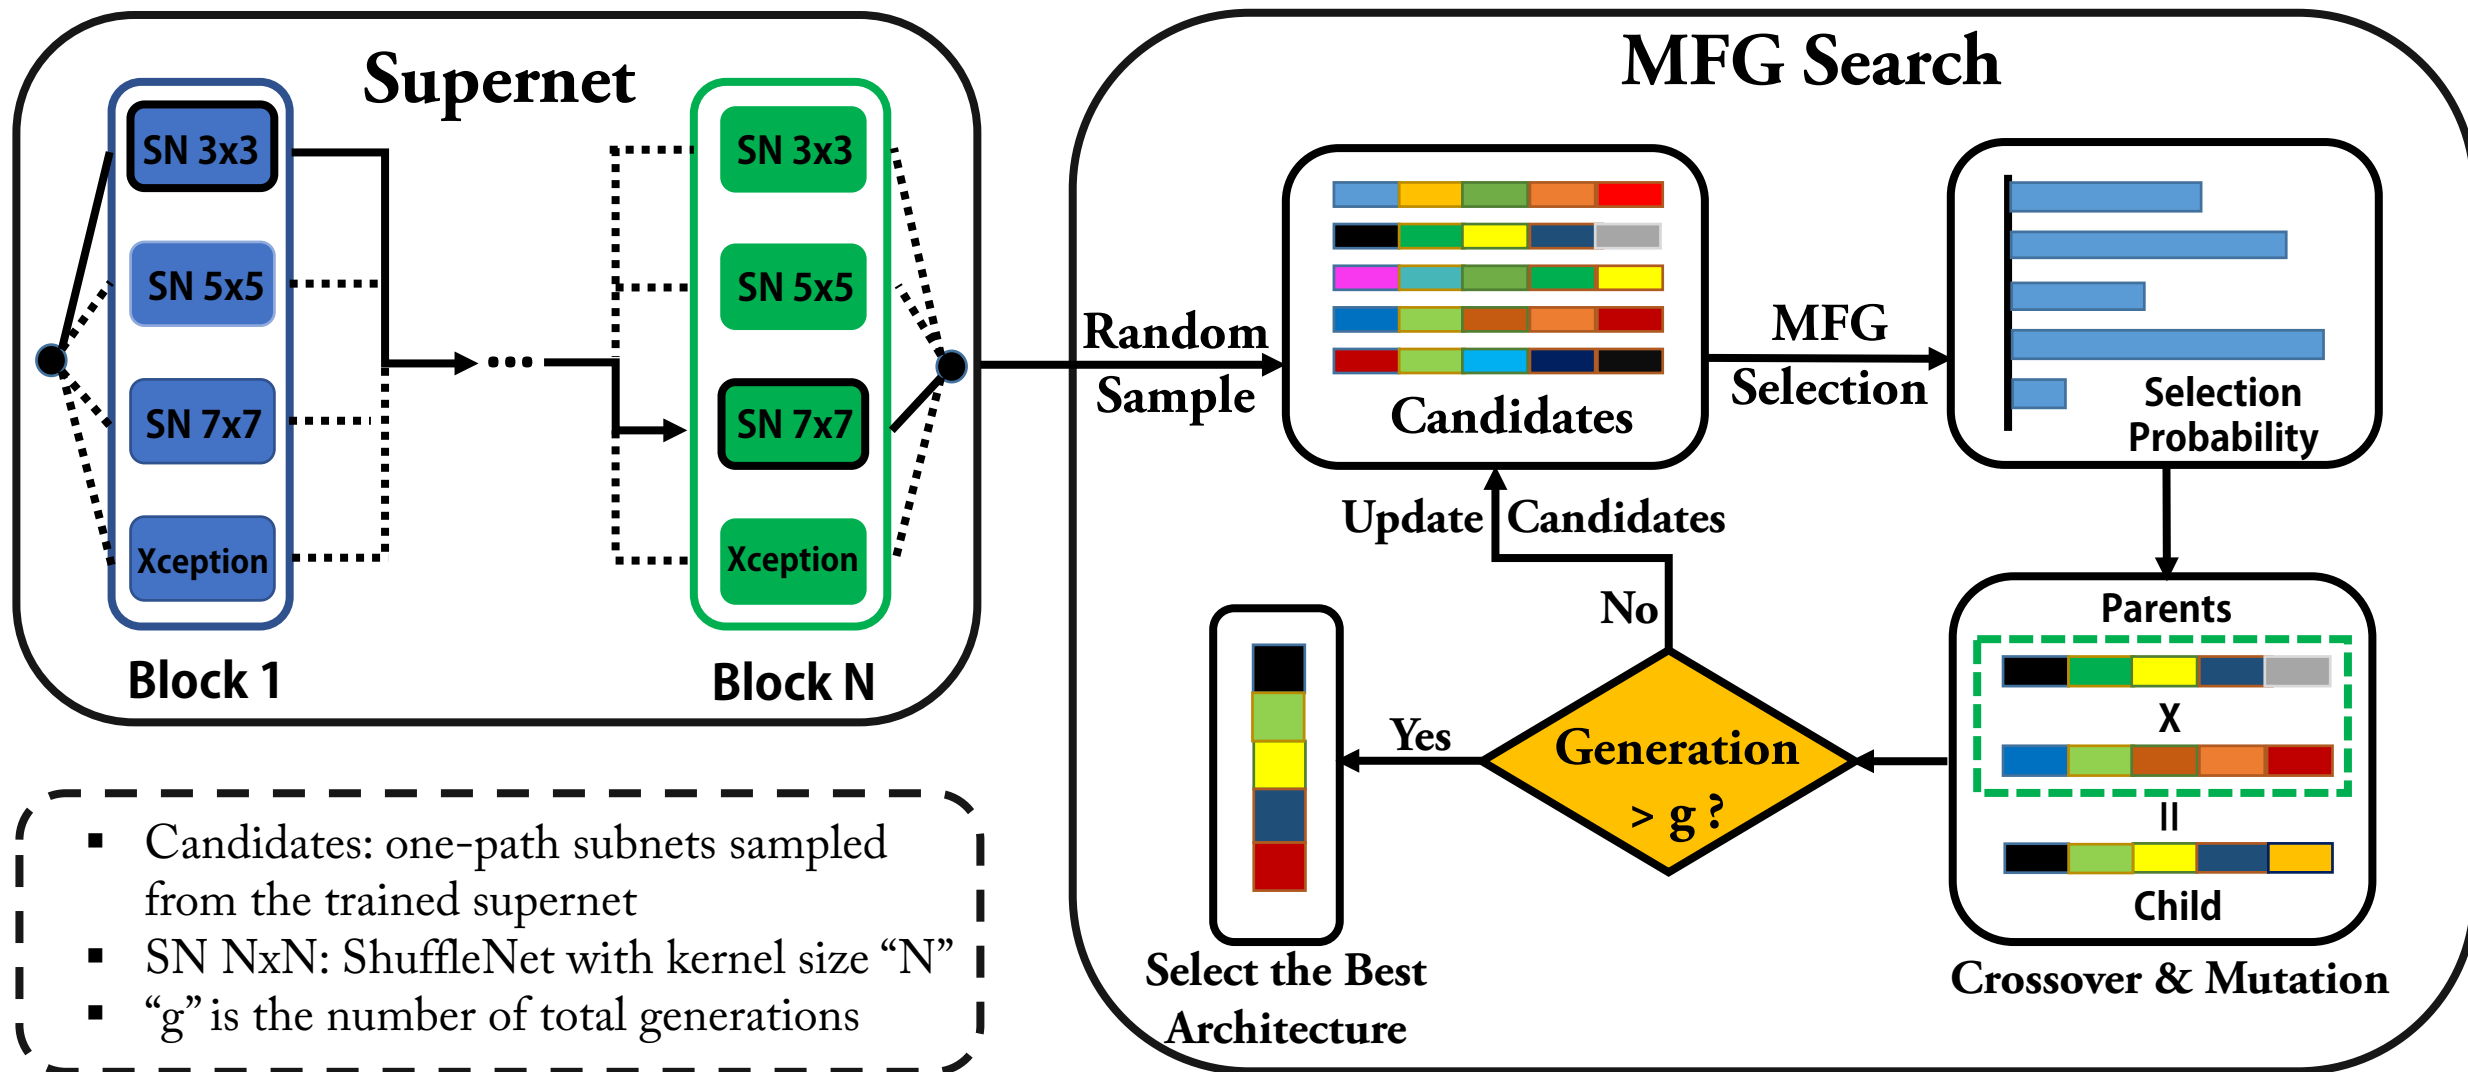 Supernet
SN 3x3
SN 5x5
SN 7x7
Xception
Block 1
SN 3x3
SN 5x5
SN 7x7
Xception
Block N
▪ Candidates: one-path subnets sampled
from the trained supernet
▪ SN NxN: ShuffleNet with kernel size “N”
▪ “g” is the number of total generations
MFG Search
Random
Sample
Candidates
MFG
Selection
Selection
Probability
Update Candidates
No
Yes
Generation
> g ?
Parents
X
=
Child
Crossover & Mutation
Select the Best
Architecture